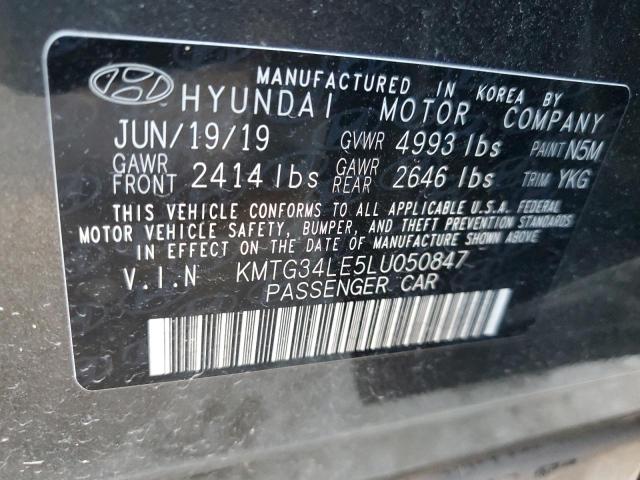 MANUFACTURED IN KOREA BY
HYUNDAI MOTOR COMPANY
JUN/19/19 GVWR 4993 lbs PAINT N5M
GAWR FRONT 2414 lbs GAWR REAR 2646 lbs TRIM YKG
THIS VEHICLE CONFORMS TO ALL APPLICABLE U.S.A. FEDERAL
MOTOR VEHICLE SAFETY, BUMPER, AND THEFT PREVENTION STANDARDS
IN EFFECT ON THE DATE OF MANUFACTURE SHOWN ABOVE.
V.I.N KMTG34LE5LU050847
PASSENGER CAR